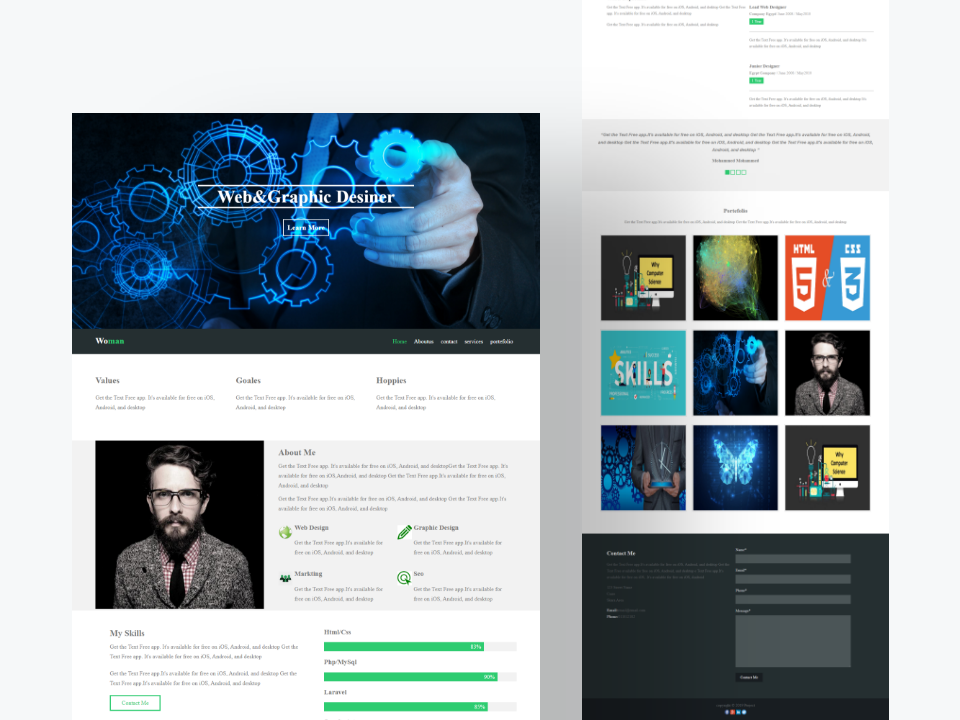 Web&Graphic Desiner
Learn More
Woman
Home Aboutus contact services portefolio
Values
Get the Text Free app. It's available for free on iOS,
Android, and desktop
Goales
Get the Text Free app. It's available for free on iOS,
Android, and desktop
Hoppies
Get the Text Free app. It's available for free on iOS,
Android, and desktop
About Me
Get the Text Free app. It's available for free on iOS, Android, and desktopGet the Text Free app. It's
available for free on iOS,Android, and desktop Get the Text Free app.It's available for free on iOS,
Android, and desktop
Get the Text Free app.It's available for free on iOS, Android, and desktop Get the Text Free app.It's
available for free on iOS, Android, and desktop
Web Design
Get the Text Free app.It's available for
free on iOS, Android, and desktop
Graphic Design
Get the Text Free app.It's available for
free on iOS, Android, and desktop
Markting
Get the Text Free app.It's available for
free on iOS, Android, and desktop
Seo
Get the Text Free app.It's available for
free on iOS, Android, and desktop
My Skills
Get the Text Free app. It's available for free on iOS, Android, and desktop Get the
Text Free app. It's available for free on iOS, Android, and desktop
Get the Text Free app.It's available for free on iOS, Android, and desktop Get the
Text Free app.It's available for free on iOS, Android, and desktop
Contact Me
Html/Css
83%
Php/MySql
90%
Laravel
85%
Get the Text Free app. It's available for free on iOS, Android, and desktop Get the Text Free
app. It's available for free on iOS, Android, and desktop
Get the Text Free app.It's available for free on iOS, Android, and desktop
Lead Web Designer
Get the Text Free app. It's available for free on iOS, Android, and desktop Get the Text Free app. It's
available for free on iOS, Android, and desktop
Junior Designer
Get the Text Free app. It's available for free on iOS, Android, and desktop Get the Text Free app. It's
available for free on iOS, Android, and desktop
"Get the Text Free app.It's available for free on iOS, Android, and desktop Get the Text Free app.It's available for free on iOS, Android,
and desktop Get the Text Free app.It's available for free on iOS, Android, and desktop Get the Text Free app.It's available for free on iOS,
Android, and desktop "
Mohammed Mohammed
Portefolio
Get the Text Free app.It's available for free on iOS, Android, and desktop Get the Text Free app.It's available for free on iOS, Android, and desktop
Why
Computer
Science
HTML
5 & 3
CSS
SKILLS
Why
Computer
Science
Contact Me
Name*
Email*
Phone*
Message*
Email:
Phone:
Contact Me